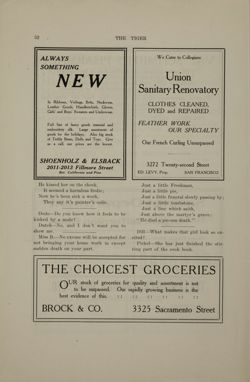 52
THE TIGER
ALWAYS
SOMETHING
NEW
In Ribbons, Veilings, Belts, Neckwear,
Leather Goods, Handkerchiefs, Gloves,
Girls' and Boys' Sweaters and Underwear.
Full line of fancy goods material and
embroidery silk. Large assortment of
goods for the holidays. Also big stock
of Teddy Bears, Dolls and Toys. Give
us a call, our prices are the lowest.
SHOENHOLZ & ELSBACK
2011-2013 Fillmore Street
Bet. California and Pine
We Cater to Collegians
Union
Sanitary Renovatory
CLOTHES CLEANED,
DYED and REPAIRED
FEATHER WORK
OUR SPECIALTY
Our French Curling Unsurpassed
3272 Twenty-second Street
ED. LEVY, Prop. SAN FRANCISCO
He kissed her on the cheek,
It seemed a harmless frolic;
Now he's been sick a week,
They say it's painter's colic.
Dode—Do you know how it feels to be
kissed by a mule?
Dutch—No, and I don't want you to
show me.
Miss B—No excuse will be accepted for
not bringing your home work in except
sudden death on your part.
Just a little Freshman,
Just a little pie,
Just a little funeral slowly passing by;
Just a little tombstone,
Just a line which saith,
Just above the martyr's grave:
"He died a pie-ous death."
Bill—What makes that girl look so ex-
cited?
Pickel—She has just finished the stir-
ring part of the cook book.
THE CHOICEST GROCERIES
OUR stock of groceries for quality and assortment is not
to be surpassed. Our rapidly growing business is the
best evidence of this. :: :: :: :: :: ::
BROCK & CO. 3325 Sacramento Street